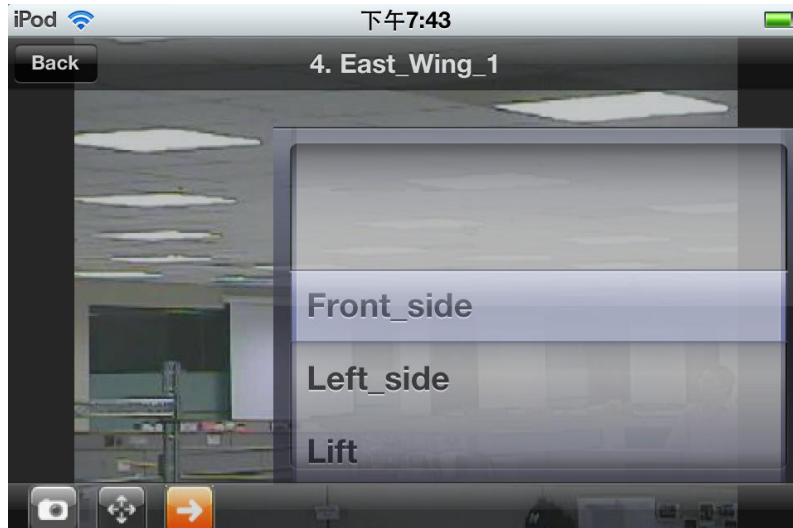 iPod
下午7:43
Back
4. East_Wing_1
Front_side
Left_side
Lift